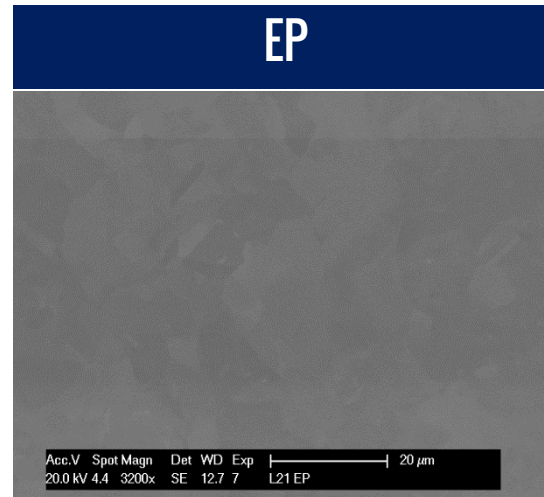 EP
Acc.V Spot Magn Det WD Exp 20 μm
20.0 kV 4.4 3200x SE 12.7 7 L21 EP